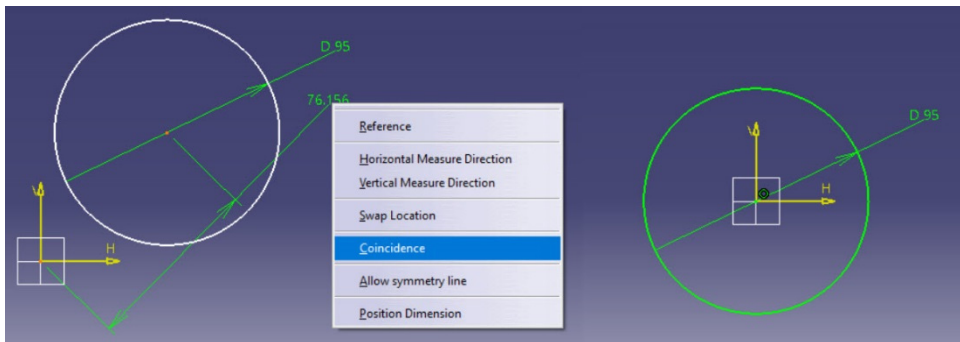 D 95
76.156
Reference
Horizontal Measure Direction
Vertical Measure Direction
Swap Location
Coincidence
Allow symmetry line
Position Dimension
V
H
D 95
V
H